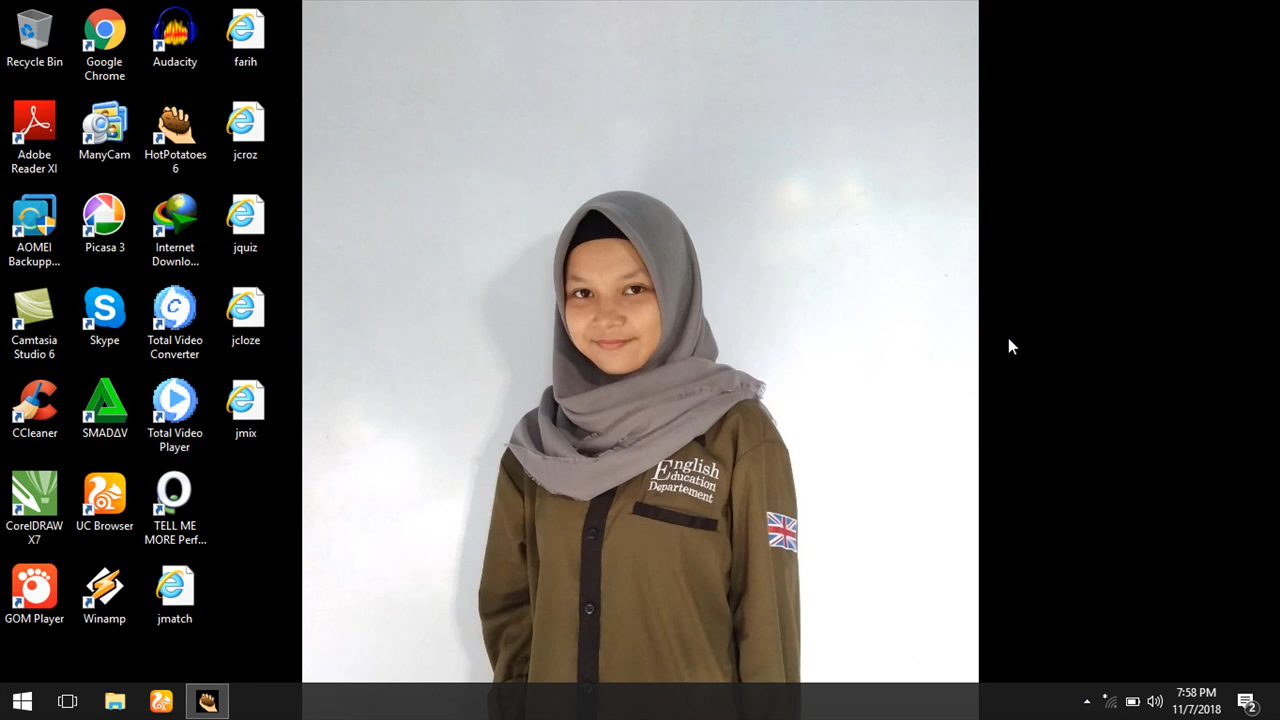 Recycle Bin
Google
Chrome
Audacity
farih
Adobe
Reader XI
ManyCam
HotPotatoes
6
jcroz
AOMEI
Backupp...
Picasa 3
Internet
Downlo...
jquiz
Camtasia
Studio 6
Skype
Total Video
Converter
jcloze
CCleaner
SMADΔV
Total Video
Player
jmix
CorelDRAW
X7
UC Browser
TELL ME
MORE Perf...
GOM Player
Winamp
jmatch
English
Education
Departement
7:58 PM
11/7/2018
2